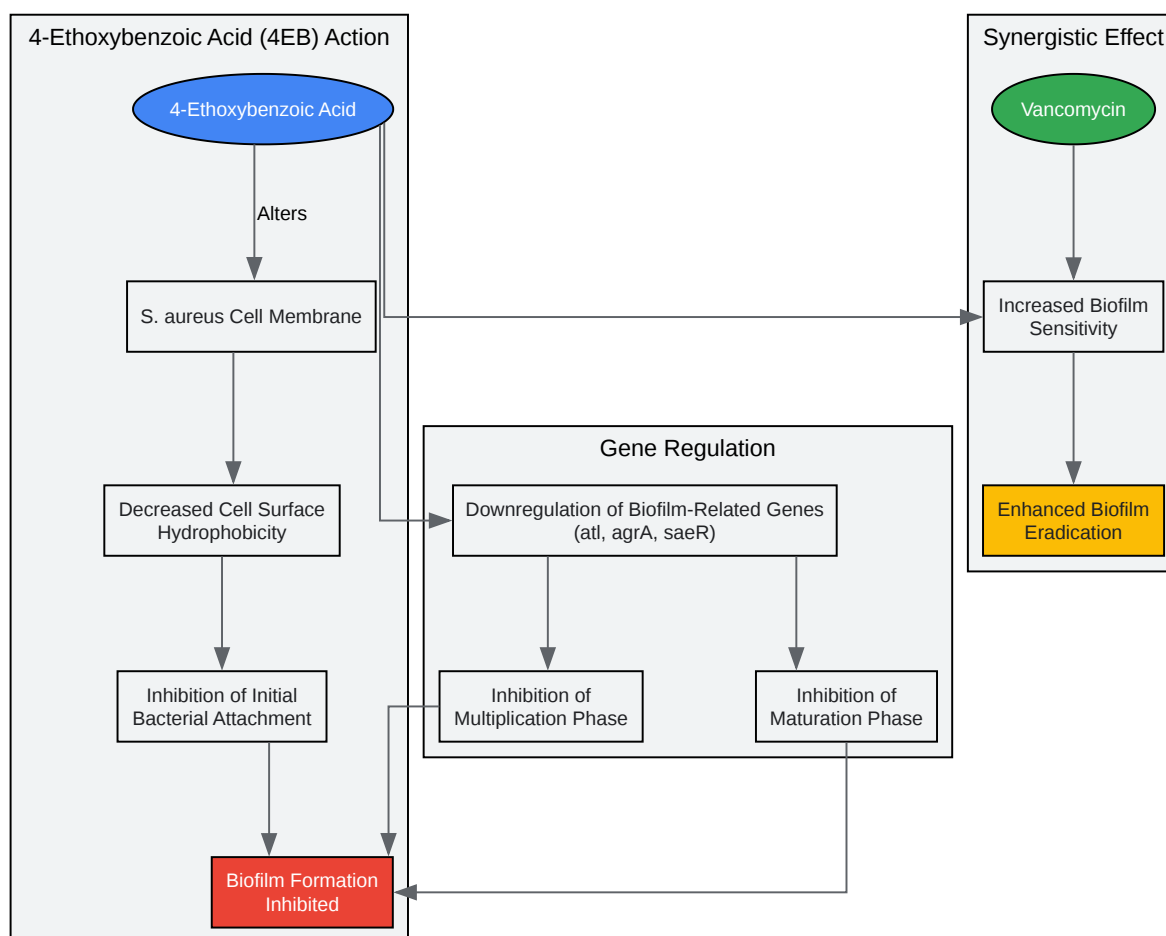 4-Ethoxybenzoic Acid (4EB) Action
4-Ethoxybenzoic Acid
Alters
S. aureus Cell Membrane
Decreased Cell Surface
Hydrophobicity
Inhibition of Initial
Bacterial Attachment
Biofilm Formation
Inhibited
Gene Regulation
Downregulation of Biofilm-Related Genes
(atl, agrA, saeR)
Inhibition of
Multiplication Phase
Inhibition of
Maturation Phase
Synergistic Effect
Vancomycin
Increased Biofilm
Sensitivity
Enhanced Biofilm
Eradication